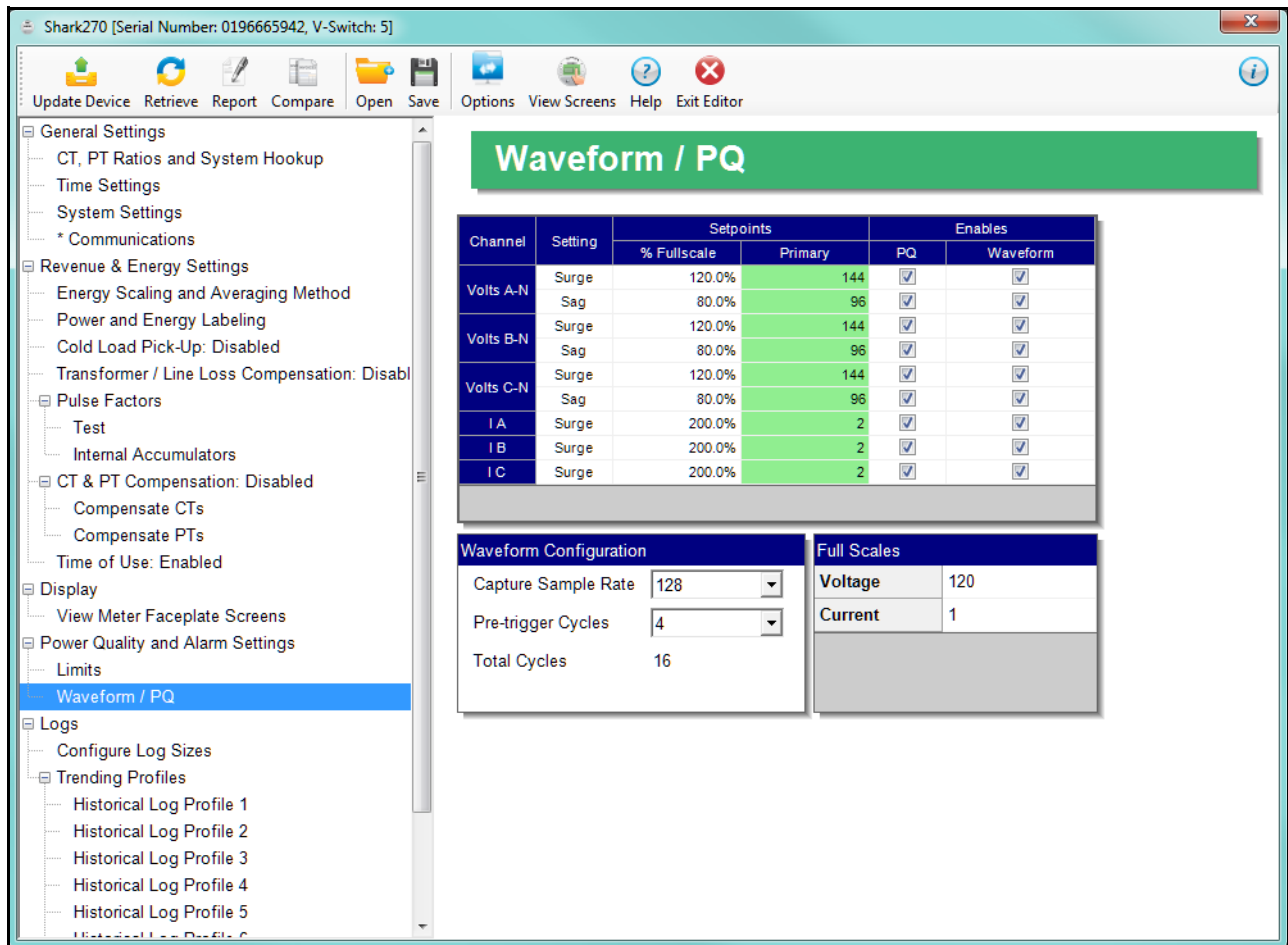 Shark270 [Serial Number: 0196665942, V-Switch: 5]
Update Device Retrieve Report Compare Open Save Options View Screens Help Exit Editor
General Settings
CT, PT Ratios and System Hookup
Time Settings
System Settings
* Communications
Revenue & Energy Settings
Energy Scaling and Averaging Method
Power and Energy Labeling
Cold Load Pick-Up: Disabled
Transformer / Line Loss Compensation: Disabl
Pulse Factors
Test
Internal Accumulators
CT & PT Compensation: Disabled
Compensate CTs
Compensate PTs
Time of Use: Enabled
Display
View Meter Faceplate Screens
Power Quality and Alarm Settings
Limits
Waveform / PQ
Logs
Configure Log Sizes
Trending Profiles
Historical Log Profile 1
Historical Log Profile 2
Historical Log Profile 3
Historical Log Profile 4
Historical Log Profile 5
Historical Log Profile 6
Waveform / PQ
Channel Setting Setpoints Enables
% Fullscale Primary PQ Waveform
Volts A-N Surge 120.0% 144
Sag 80.0% 96
Volts B-N Surge 120.0% 144
Sag 80.0% 96
Volts C-N Surge 120.0% 144
Sag 80.0% 96
I A Surge 200.0% 2
I B Surge 200.0% 2
I C Surge 200.0% 2
Waveform Configuration
Capture Sample Rate 128
Pre-trigger Cycles 4
Total Cycles 16
Full Scales
Voltage 120
Current 1